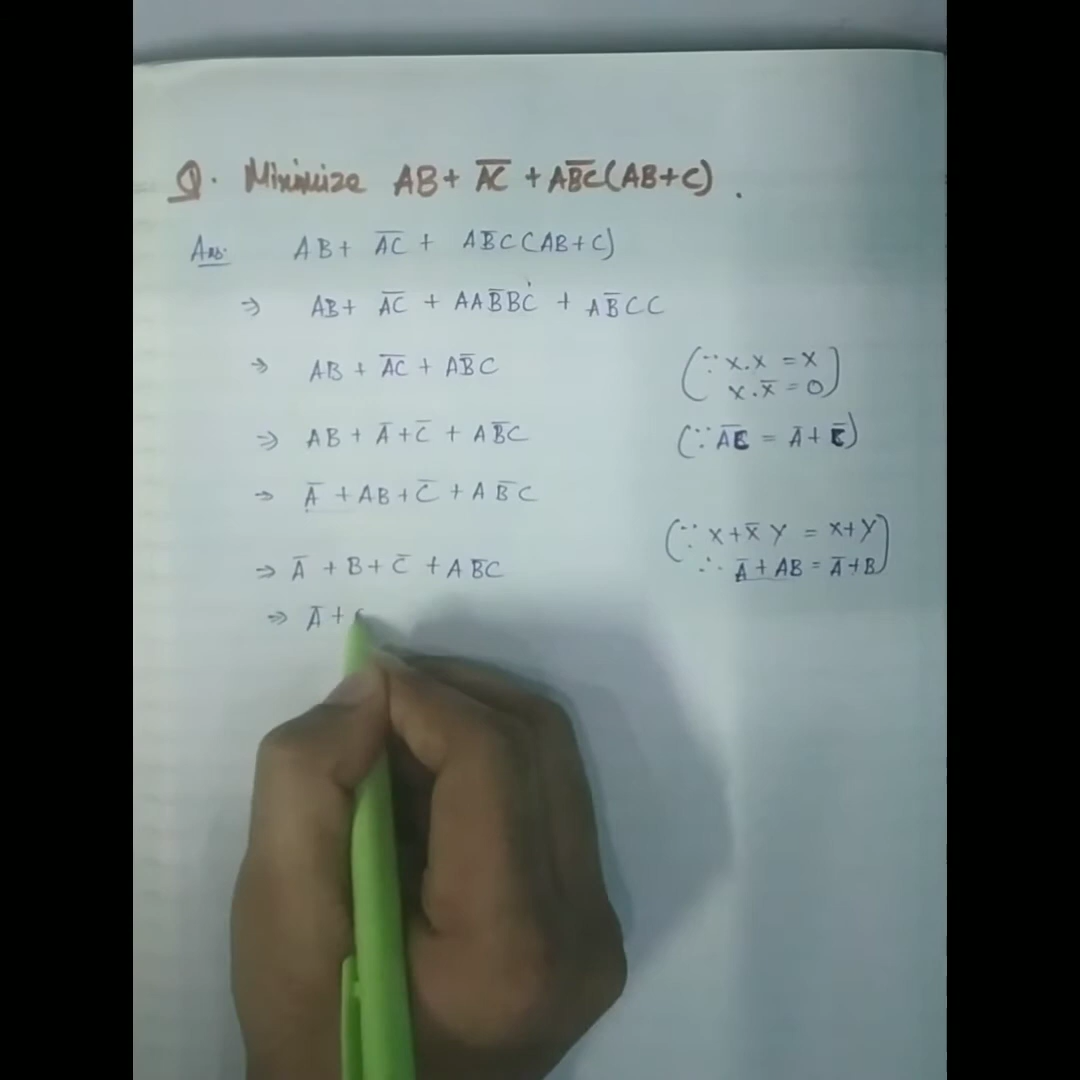 Q. Minimize AB + A̅C̅ + AB̅C(AB+C).
Ans. AB + A̅C̅ + AB̅C(AB+C)
⇒ AB + A̅C̅ + AAB̅BC + AB̅CC
⇒ AB + A̅C̅ + AB̅C (∵ X.X = X
X.X̅ = 0)
⇒ AB + A̅ + C̅ + AB̅C (∵ A̅C̅ = A̅ + C̅)
⇒ A̅ + AB + C̅ + AB̅C
⇒ A̅ + B + C̅ + AB̅C (∵ X + X̅Y = X+Y
∴ A̅ + AB = A̅+B)
⇒ A̅ +